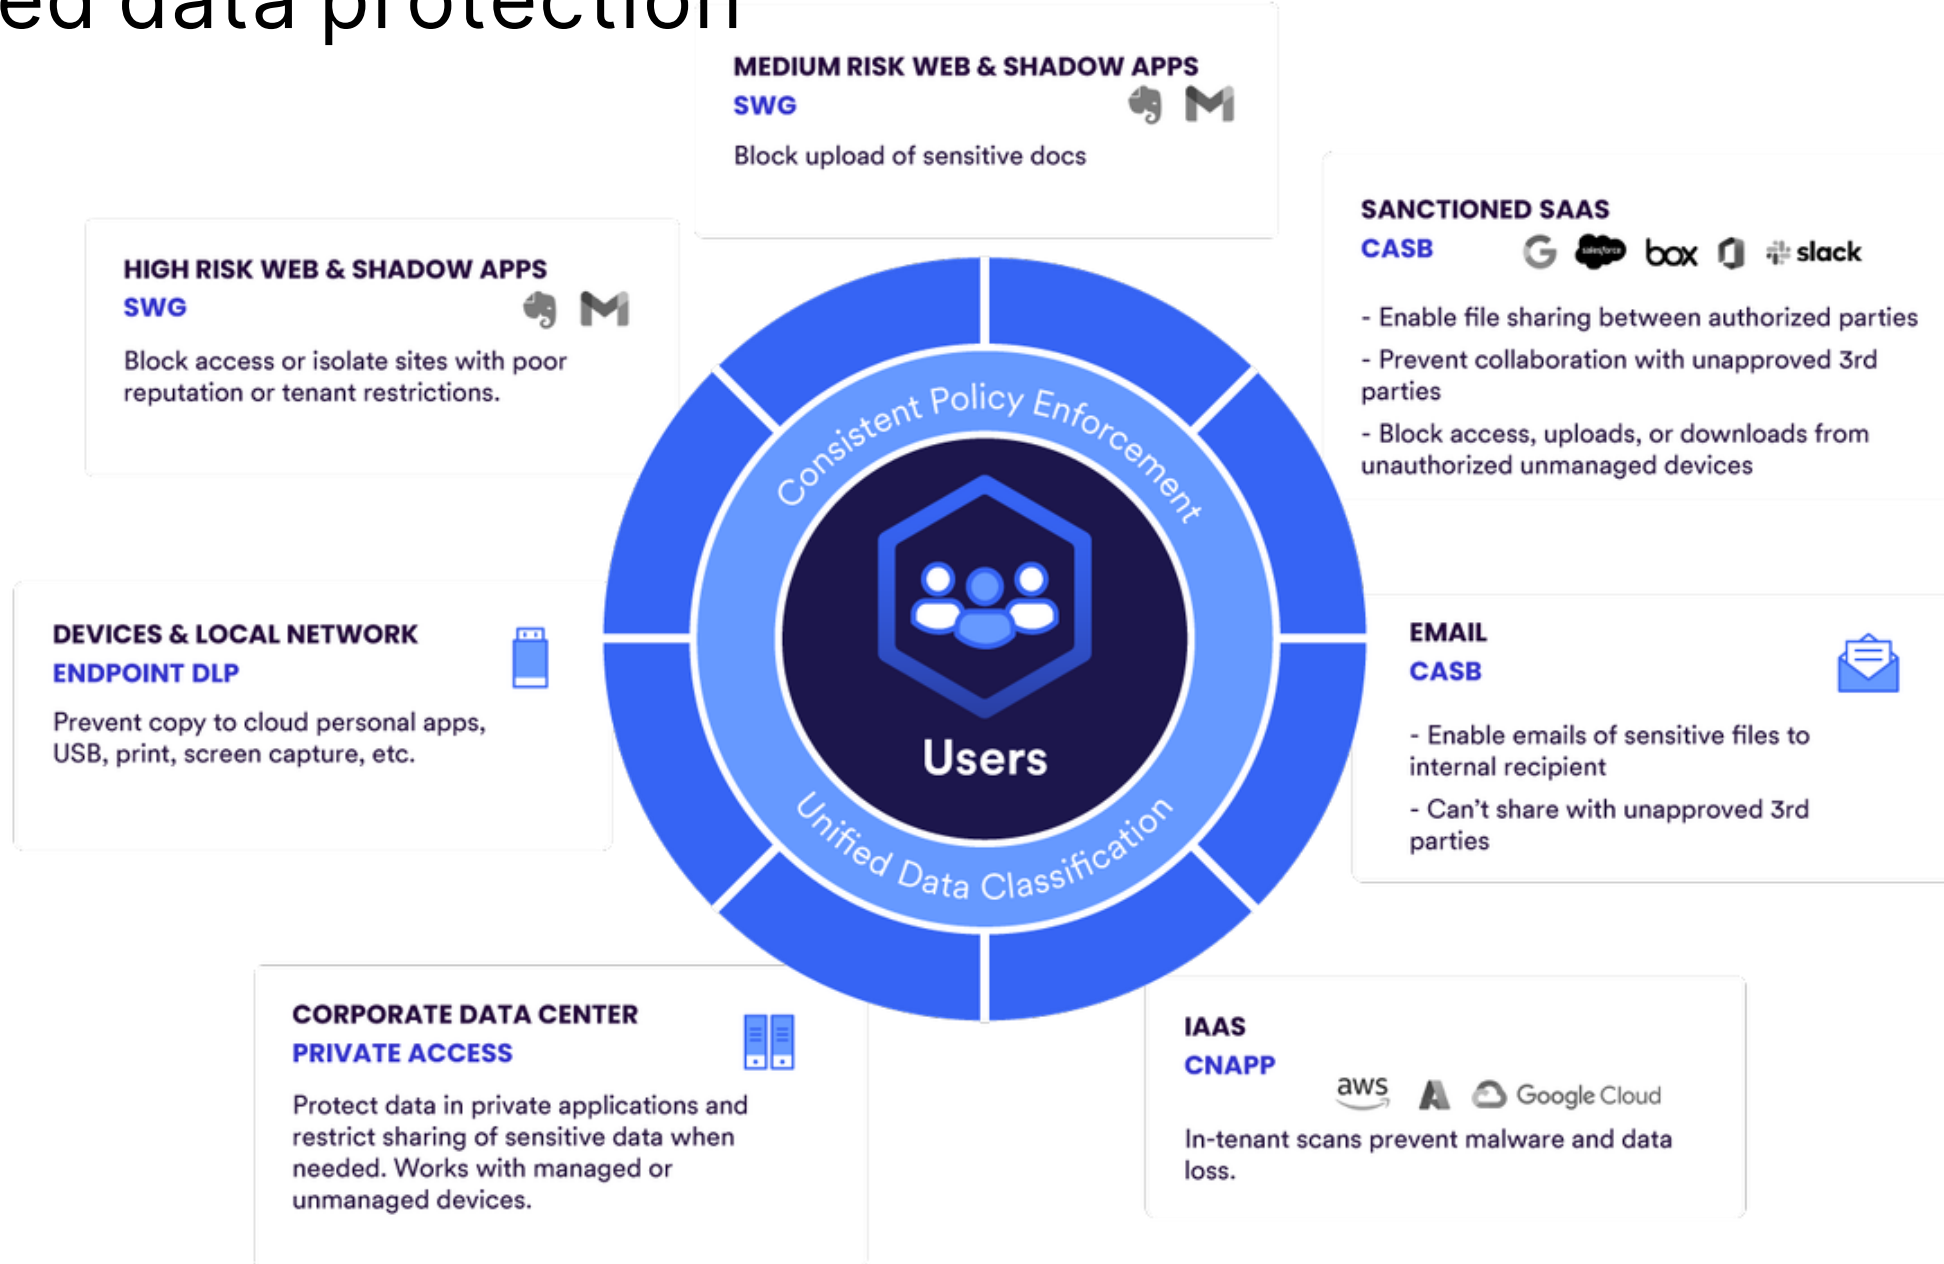 ed data protection
MEDIUM RISK WEB & SHADOW APPS
SWG
Block upload of sensitive docs
HIGH RISK WEB & SHADOW APPS
SWG
Block access or isolate sites with poor
reputation or tenant restrictions.
SANCTIONED SAAS
CASB
salesforce
box
slack
- Enable file sharing between authorized parties
- Prevent collaboration with unapproved 3rd
parties
- Block access, uploads, or downloads from
unauthorized unmanaged devices
Consistent Policy Enforcement
Users
Unified Data Classification
DEVICES & LOCAL NETWORK
ENDPOINT DLP
Prevent copy to cloud personal apps,
USB, print, screen capture, etc.
EMAIL
CASB
- Enable emails of sensitive files to
internal recipient
- Can't share with unapproved 3rd
parties
CORPORATE DATA CENTER
PRIVATE ACCESS
Protect data in private applications and
restrict sharing of sensitive data when
needed. Works with managed or
unmanaged devices.
IAAS
CNAPP
aws
Google Cloud
In-tenant scans prevent malware and data
loss.